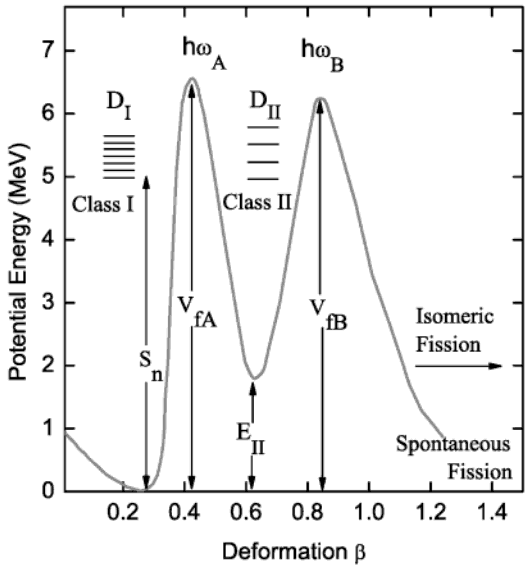 hω_A
hω_B
7
6
5
4
3
2
1
0
Potential Energy (MeV)
D_I
D_II
Class I
Class II
V_fA
V_fB
S_n
E_II
Isomeric
Fission
Spontaneous
Fission
0.2 0.4 0.6 0.8 1.0 1.2 1.4
Deformation β